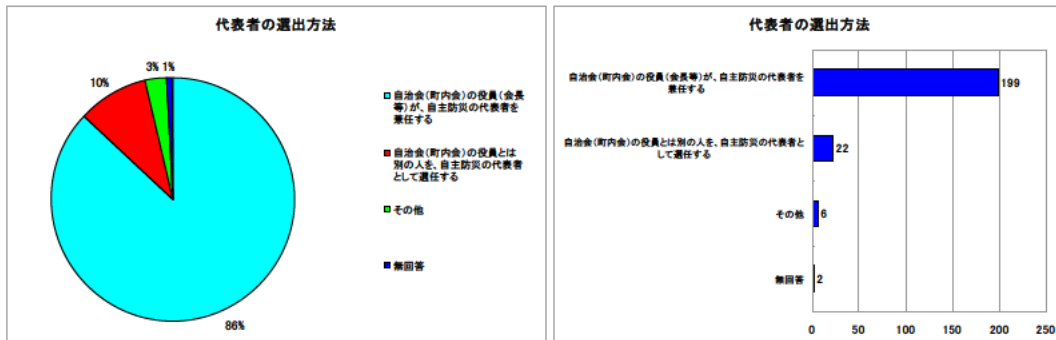 代表者の選出方法
3% 1%
10%
86%
自治会(町内会)の役員(会長
等)が、自主防災の代表者を
兼任する
自治会(町内会)の役員とは
別の人を、自主防災の代表者
として選任する
その他
無回答
代表者の選出方法
自治会(町内会)の役員(会長等)が、自主防災の代表者を
兼任する
199
自治会(町内会)の役員とは別の人を、自主防災の代表者と
して選任する
22
その他
6
無回答
2
0 50 100 150 200 250